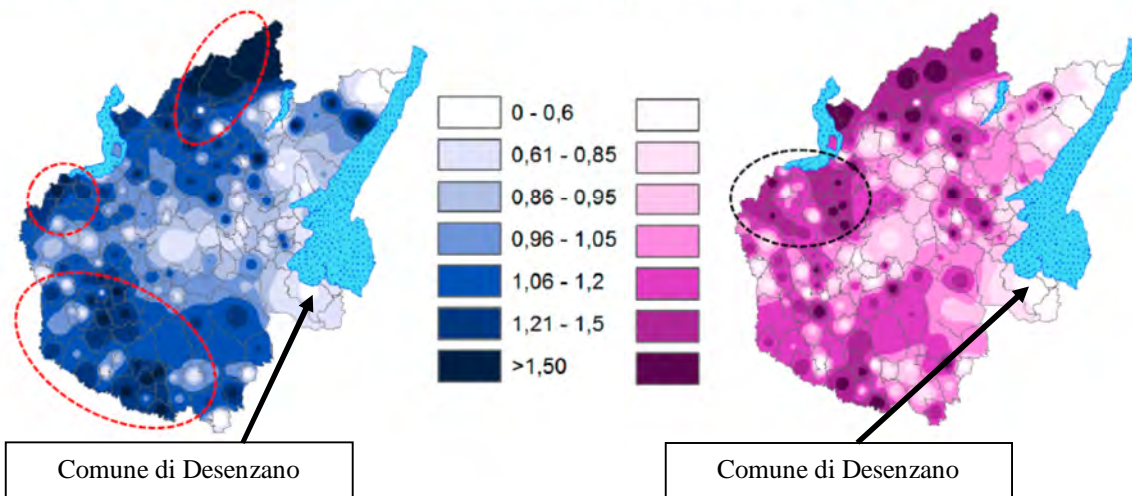 0 - 0,6
0,61 - 0,85
0,86 - 0,95
0,96 - 1,05
1,06 - 1,2
1,21 - 1,5
>1,50
Comune di Desenzano
Comune di Desenzano